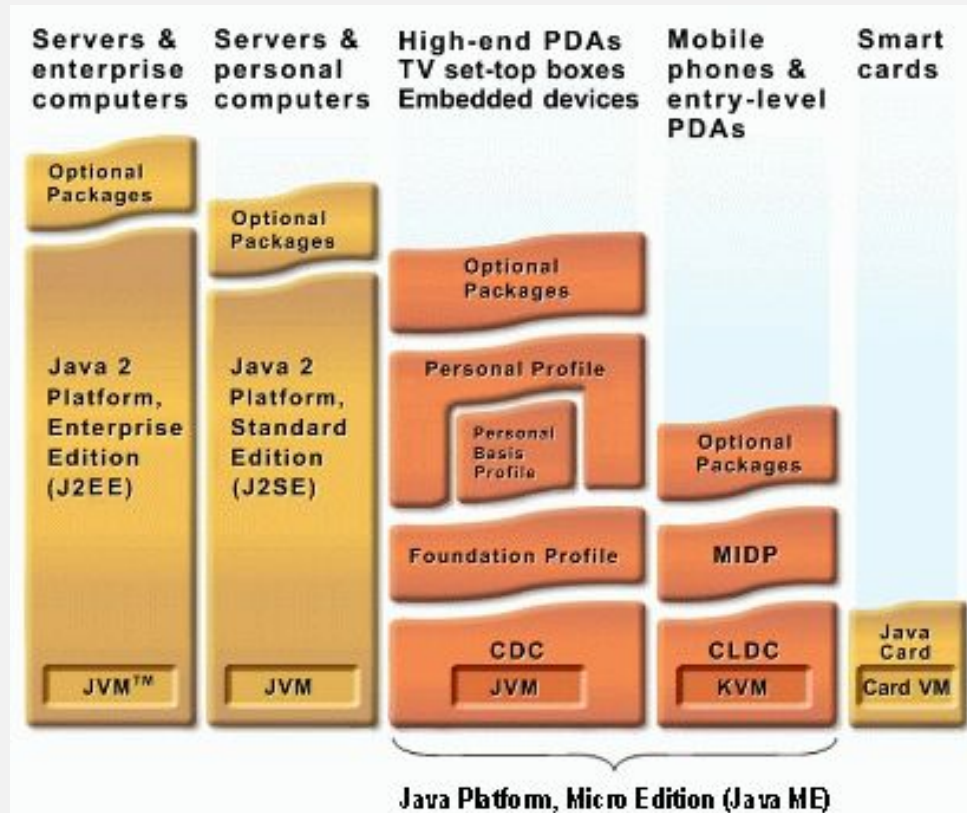 Servers &
enterprise
computers
Servers &
personal
computers
High-end PDAs
TV set-top boxes
Embedded devices
Mobile
phones &
entry-level
PDAs
Smart
cards
Optional
Packages
Java 2
Platform,
Enterprise
Edition
(J2EE)
JVM™
Optional
Packages
Java 2
Platform,
Standard
Edition
(J2SE)
JVM
Optional
Packages
Personal Profile
Personal
Basis
Profile
Foundation Profile
CDC
JVM
Optional
Packages
MIDP
CLDC
KVM
Java
Card
Card VM
Java Platform, Micro Edition (Java ME)